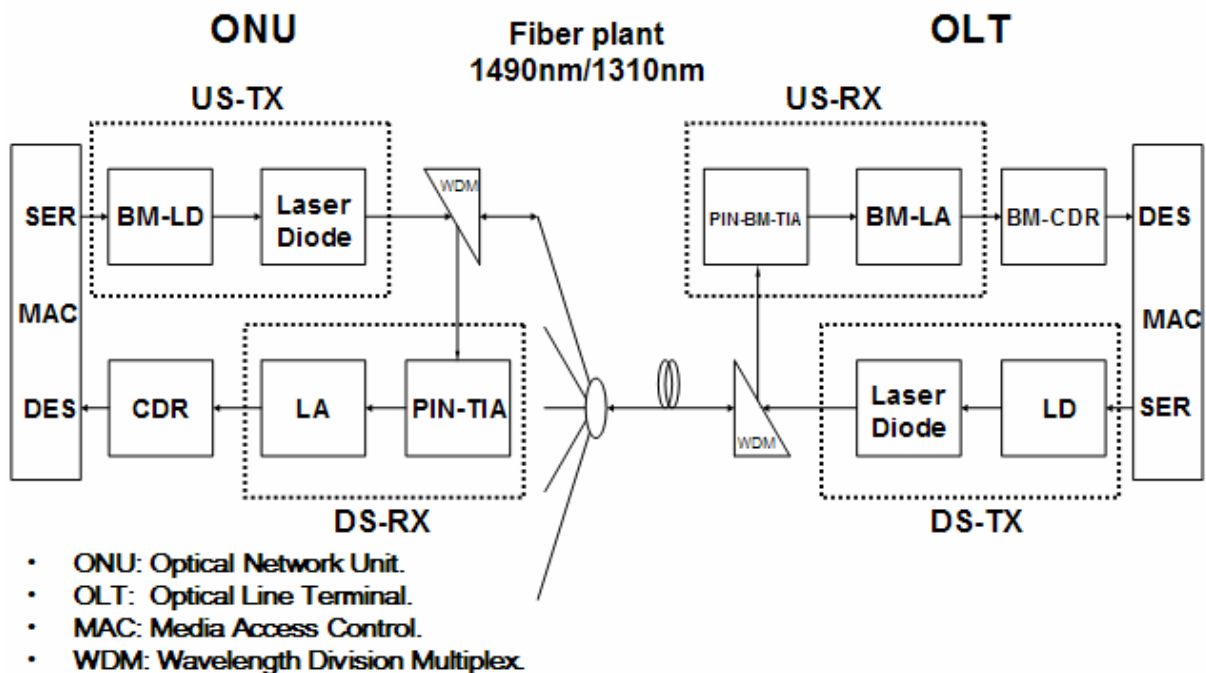 ONU
Fiber plant
1490nm/1310nm
OLT
US-TX
US-RX
SER
BM-LD
Laser
Diode
WDM
PIN-BM-TIA
BM-LA
BM-CDR
DES
MAC
MAC
DES
CDR
LA
PIN-TIA
WDM
Laser
Diode
LD
SER
DS-RX
DS-TX
• ONU: Optical Network Unit.
• OLT: Optical Line Terminal.
• MAC: Media Access Control.
• WDM: Wavelength Division Multiplex.